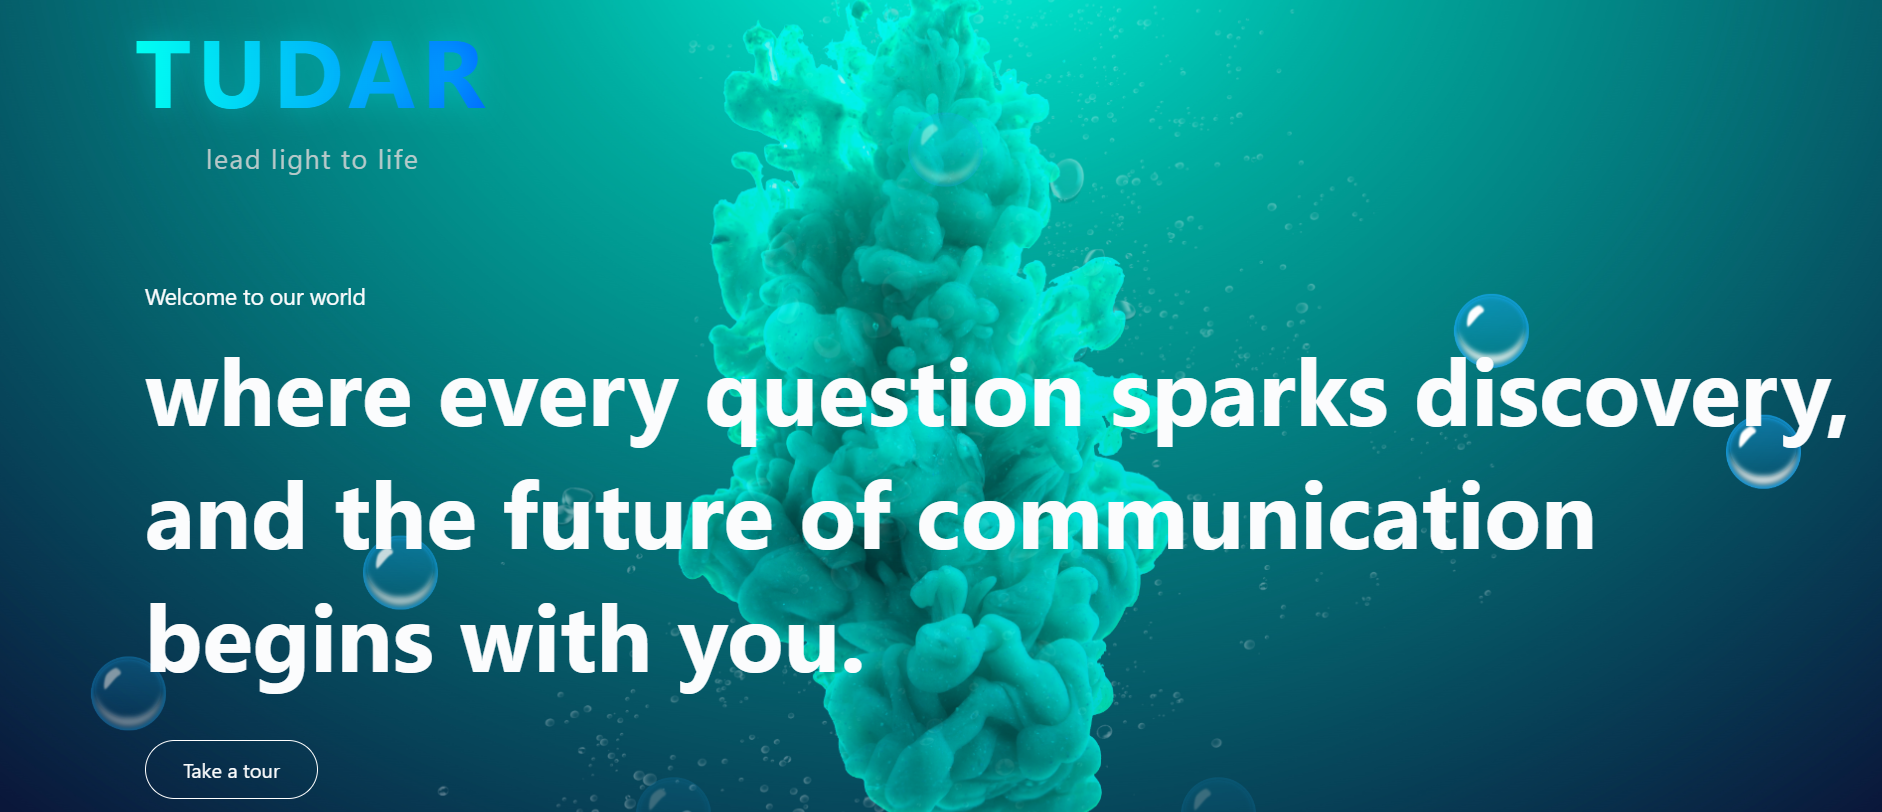 TUDAR
lead light to life
Welcome to our world
where every question sparks discovery,
and the future of communication
begins with you.
Take a tour